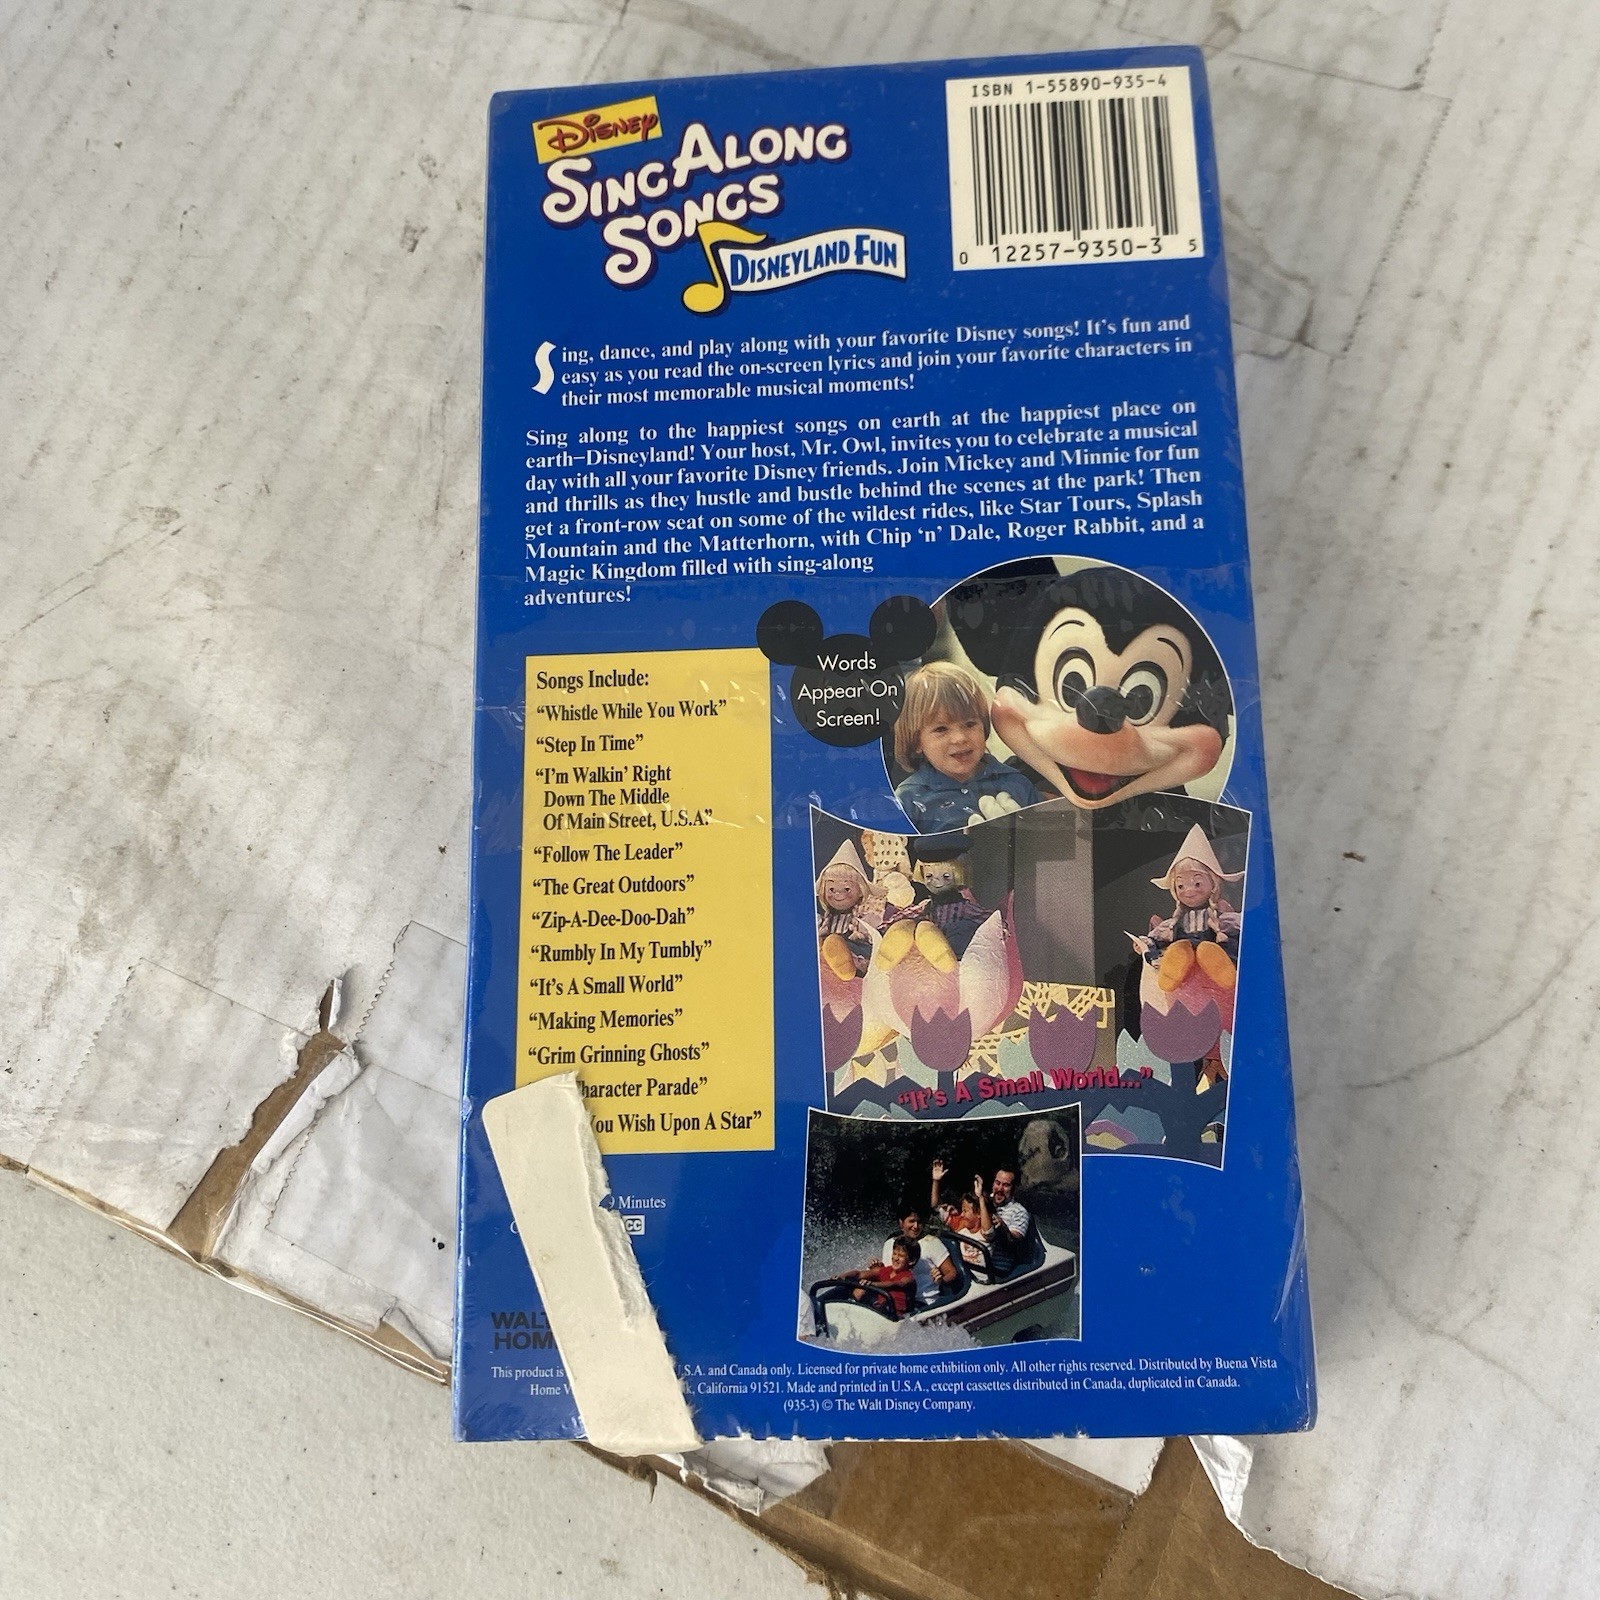 ISBN 1-55890-935-4
0 12257-9350-3 5
DISNEY
SING ALONG
SONGS
DISNEYLAND FUN
Sing, dance, and play along with your favorite Disney songs! It's fun and
easy as you read the on-screen lyrics and join your favorite characters in
their most memorable musical moments!
Sing along to the happiest songs on earth at the happiest place on
earth–Disneyland! Your host, Mr. Owl, invites you to celebrate a musical
day with all your favorite Disney friends. Join Mickey and Minnie for fun
and thrills as they hustle and bustle behind the scenes at the park! Then
get a front-row seat on some of the wildest rides, like Star Tours, Splash
Mountain and the Matterhorn, with Chip 'n' Dale, Roger Rabbit, and a
Magic Kingdom filled with sing-along
adventures!
Words
Appear On
Screen!
Songs Include:
"Whistle While You Work"
"Step In Time"
"I'm Walkin' Right
Down The Middle
Of Main Street, U.S.A."
"Follow The Leader"
"The Great Outdoors"
"Zip-A-Dee-Doo-Dah"
"Rumbly In My Tumbly"
"It's A Small World"
"Making Memories"
"Grim Grinning Ghosts"
haracter Parade"
ou Wish Upon A Star"
"It's A Small World..."
9 Minutes
CC
WALT
HOM
This product is U.S.A. and Canada only. Licensed for private home exhibition only. All other rights reserved. Distributed by Buena Vista
Home V k, California 91521. Made and printed in U.S.A., except cassettes distributed in Canada, duplicated in Canada.
(935-3) © The Walt Disney Company.